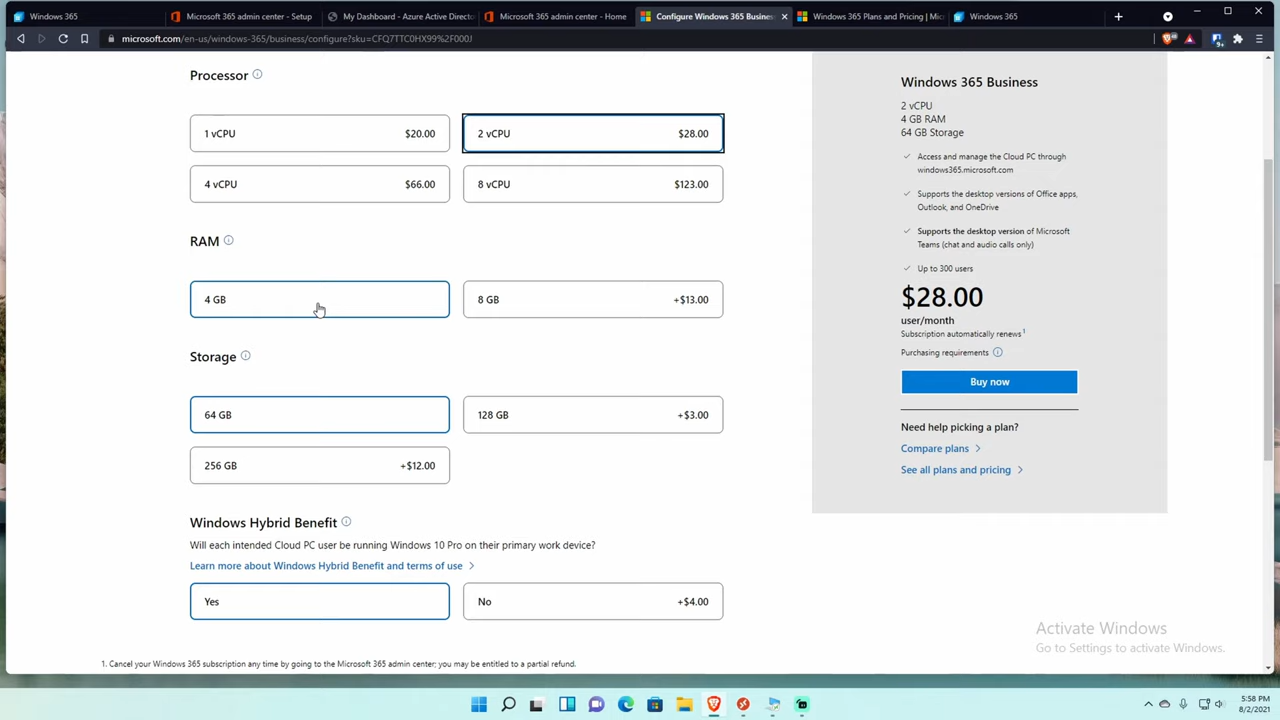 Windows 365
Microsoft 365 admin center - Setup
My Dashboard - Azure Active Directo
Microsoft 365 admin center - Home
Configure Windows 365 Busines
Windows 365 Plans and Pricing | Mic
Windows 365
microsoft.com/en-us/windows-365/business/configure?sku=CFQ7TTC0HX99%2F000J
Processor
1 vCPU $20.00
2 vCPU $28.00
4 vCPU $66.00
8 vCPU $123.00
RAM
4 GB
8 GB +$13.00
Storage
64 GB
128 GB +$3.00
256 GB +$12.00
Windows Hybrid Benefit
Will each intended Cloud PC user be running Windows 10 Pro on their primary work device?
Learn more about Windows Hybrid Benefit and terms of use
Yes
No +$4.00
1. Cancel your Windows 365 subscription any time by going to the Microsoft 365 admin center; you may be entitled to a partial refund.
Windows 365 Business
2 vCPU
4 GB RAM
64 GB Storage
Access and manage the Cloud PC through
windows365.microsoft.com
Supports the desktop versions of Office apps,
Outlook, and OneDrive
Supports the desktop version of Microsoft
Teams (chat and audio calls only)
Up to 300 users
$28.00
user/month
Subscription automatically renews 1
Purchasing requirements
Buy now
Need help picking a plan?
Compare plans
See all plans and pricing
Activate Windows
Go to Settings to activate Windows.
5:58 PM
8/2/2021